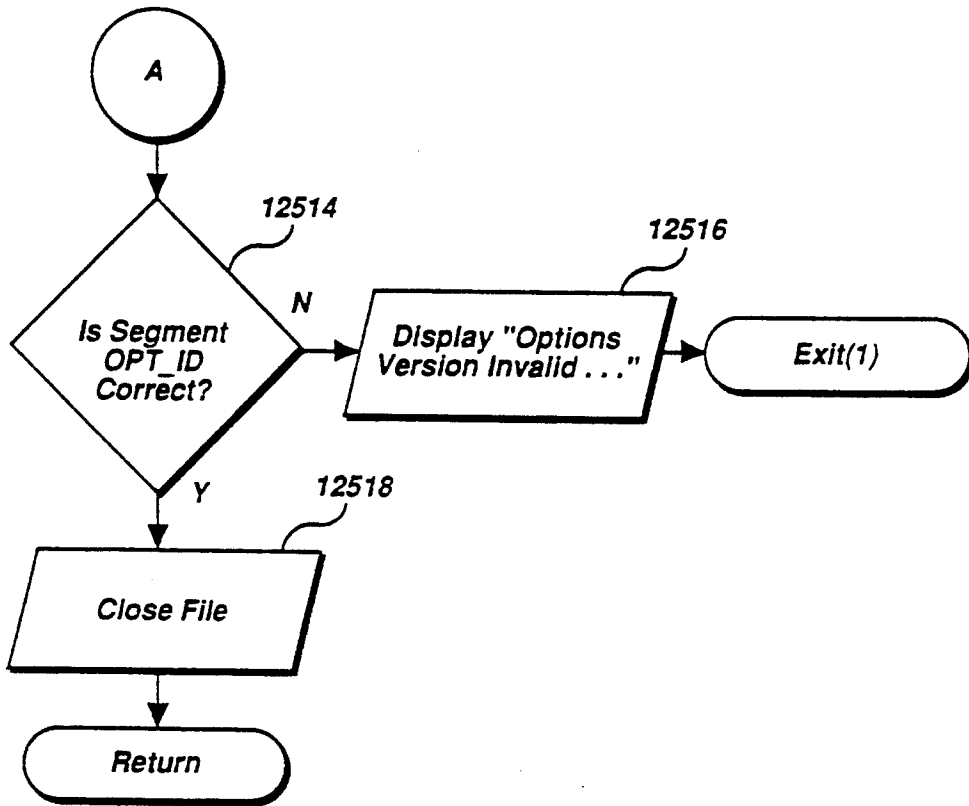 A
12514
12516
N
Is Segment
OPT_ID
Correct?
Display "Options
Version Invalid . . ."
Exit(1)
Y
12518
Close File
Return